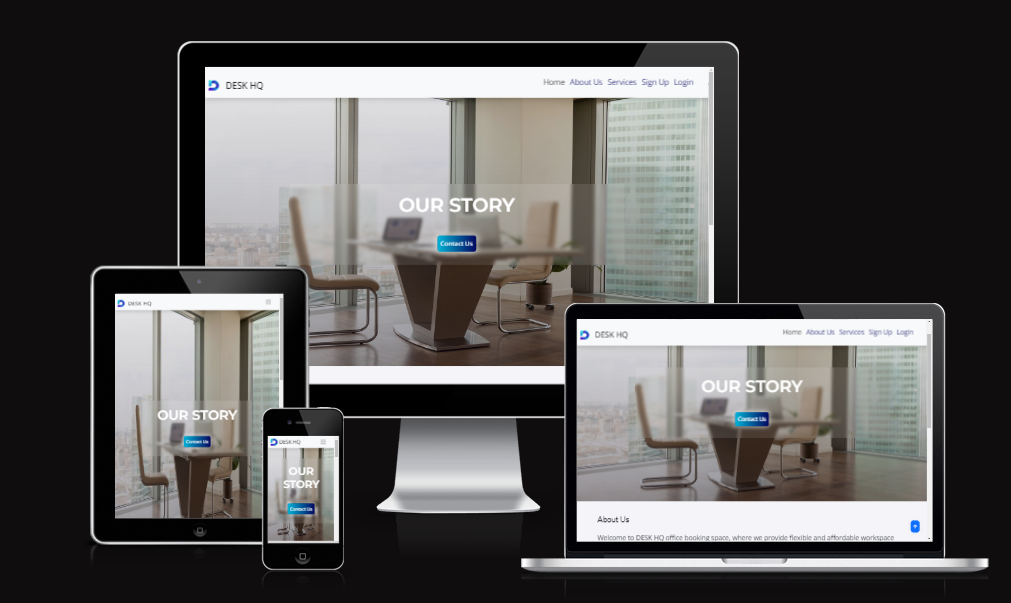 DESK HQ
Home About Us Services Sign Up Login
OUR STORY
Contact Us
DESK HQ
OUR STORY
Contact Us
DESK HQ
OUR
STORY
Contact Us
DESK HQ
Home About Us Services Sign Up Login
OUR STORY
Contact Us
About Us
Welcome to DESK HQ office booking space, where we provide flexible and affordable workspace